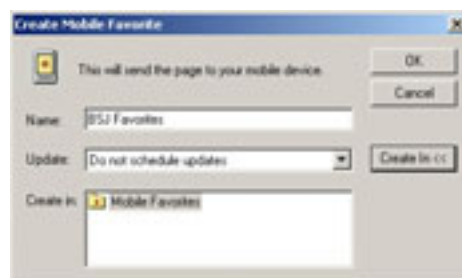 Create Mobile Favorite
This will send the page to your mobile device.
OK
Cancel
Name: BSJ Favorites
Update: Do not schedule updates
Create In <<
Create in: Mobile Favorites